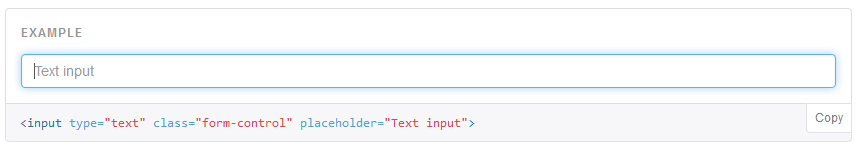 EXAMPLE
Text input
Copy
<input type="text" class="form-control" placeholder="Text input">